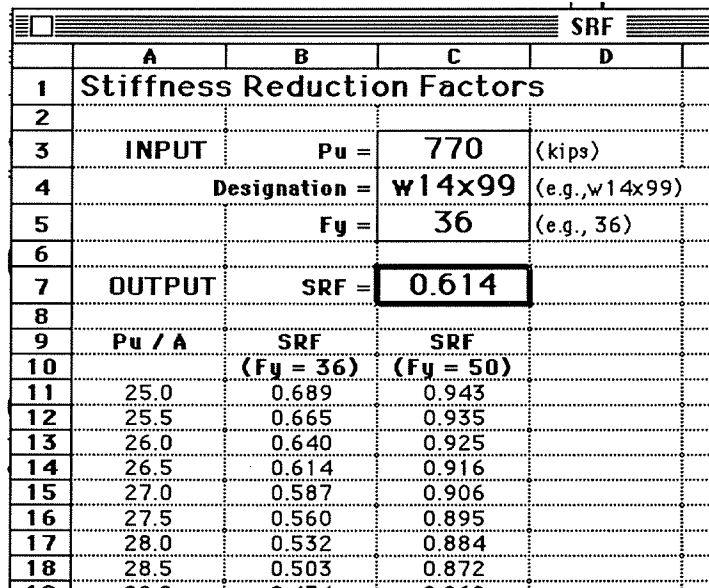 SRF
A B C D
1 Stiffness Reduction Factors
2
3 INPUT Pu = 770 (kips)
4 Designation = w14x99 (e.g.,w14x99)
5 Fy = 36 (e.g., 36)
6
7 OUTPUT SRF = 0.614
8
9 Pu / A SRF SRF
10 (Fy = 36) (Fy = 50)
11 25.0 0.689 0.943
12 25.5 0.665 0.935
13 26.0 0.640 0.925
14 26.5 0.614 0.916
15 27.0 0.587 0.906
16 27.5 0.560 0.895
17 28.0 0.532 0.884
18 28.5 0.503 0.872